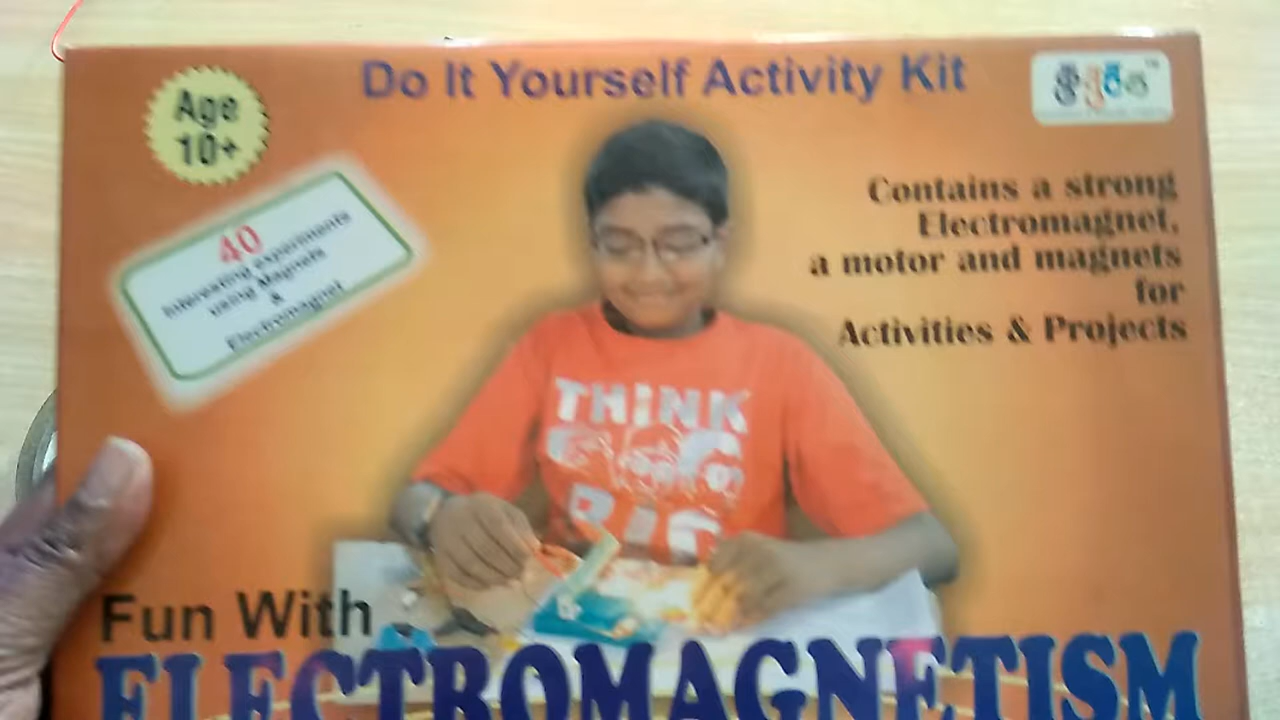 Do It Yourself Activity Kit
Age
10+
40
Interesting experiments
using Magnets
&
Electromagnet
Contains a strong
Electromagnet,
a motor and magnets
for
Activities & Projects
THINK
BIG
Fun With
ELECTROMAGNETISM